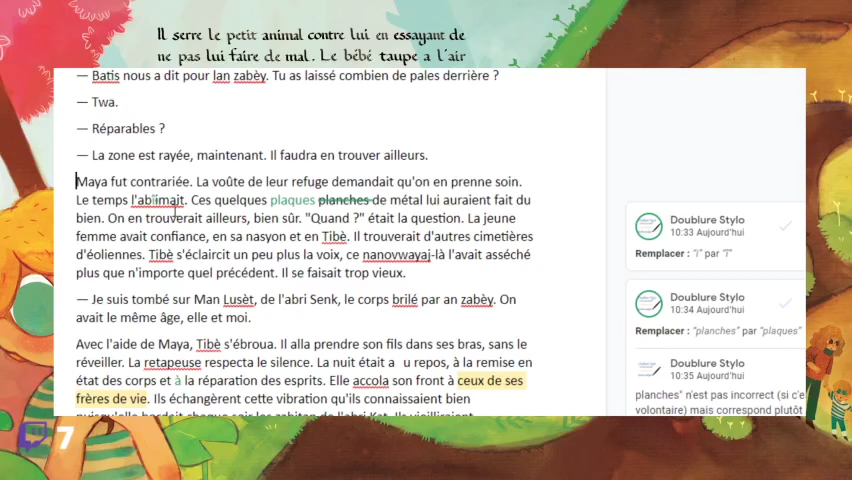 Il serre le petit animal contre lui en essayant de
ne pas lui faire de mal. Le bébé taupe a l'air
— Batis nous a dit pour lan zabèy. Tu as laissé combien de pales derrière ?
— Twa.
— Réparables ?
— La zone est rayée, maintenant. Il faudra en trouver ailleurs.
Maya fut contrariée. La voûte de leur refuge demandait qu'on en prenne soin.
Le temps l'abîimait. Ces quelques plaques planches de métal lui auraient fait du
bien. On en trouverait ailleurs, bien sûr. "Quand ?" était la question. La jeune
femme avait confiance, en sa nasyon et en Tibè. Il trouverait d'autres cimetières
d'éoliennes. Tibè s'éclaircit un peu plus la voix, ce nanovwayaj-là l'avait asséché
plus que n'importe quel précédent. Il se faisait trop vieux.
— Je suis tombé sur Man Lusèt, de l'abri Senk, le corps brilé par an zabèy. On
avait le même âge, elle et moi.
Avec l'aide de Maya, Tibè s'ébroua. Il alla prendre son fils dans ses bras, sans le
réveiller. La retapeuse respecta le silence. La nuit était a u repos, à la remise en
état des corps et à la réparation des esprits. Elle accola son front à ceux de ses
frères de vie. Ils échangèrent cette vibration qu'ils connaissaient bien
Doublure Stylo
10:33 Aujourd'hui
Remplacer : "i" par "î"
Doublure Stylo
10:34 Aujourd'hui
Remplacer : "planches" par "plaques"
Doublure Stylo
10:35 Aujourd'hui
planches" n'est pas incorrect (si c'e
volontaire) mais correspond plutôt
7